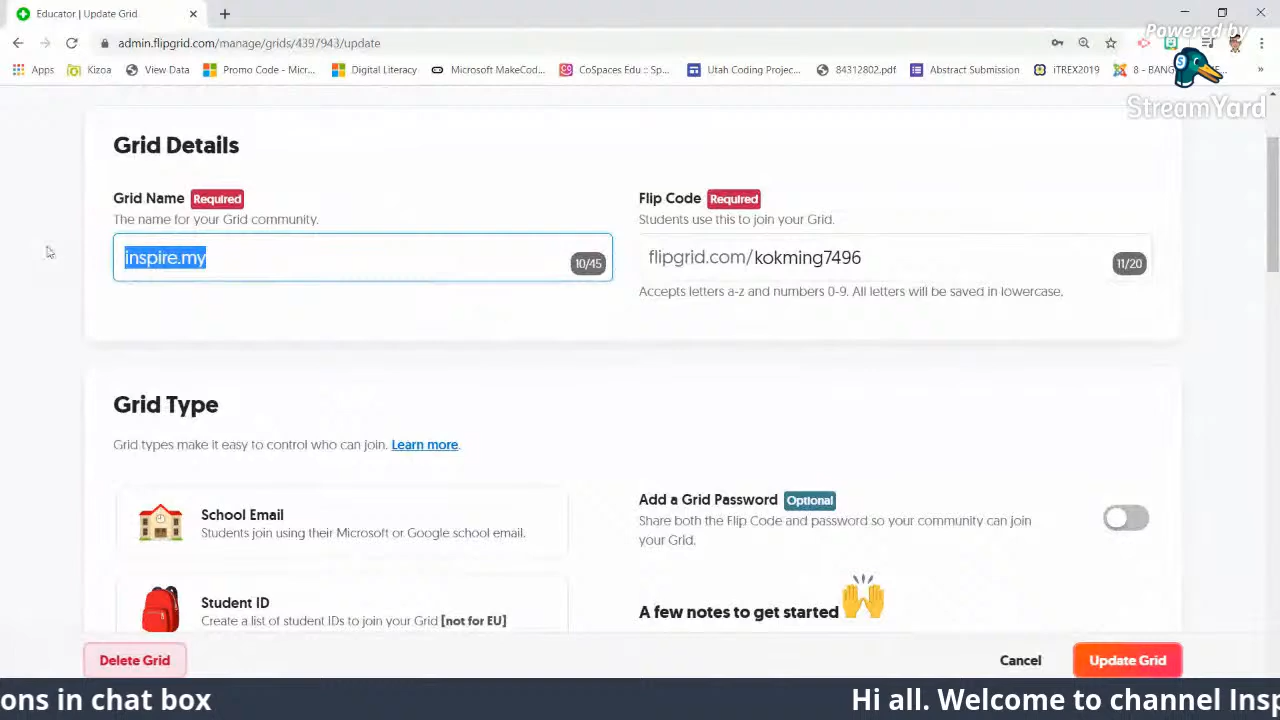 Educator | Update Grid
Powered by
admin.flipgrid.com/manage/grids/4397943/update
Apps
Kizoa
View Data
Promo Code - Micr...
Digital Literacy
Microsoft MakeCod...
CoSpaces Edu :: Sp...
Utah Coding Projec...
84312802.pdf
Abstract Submission
iTREX2019
8 - BANG
StreamYard
Grid Details
Grid Name Required
The name for your Grid community.
inspire.my
10/45
Flip Code Required
Students use this to join your Grid.
flipgrid.com/kokming7496
11/20
Accepts letters a-z and numbers 0-9. All letters will be saved in lowercase.
Grid Type
Grid types make it easy to control who can join. Learn more.
School Email
Students join using their Microsoft or Google school email.
Student ID
Create a list of student IDs to join your Grid [not for EU]
Add a Grid Password Optional
Share both the Flip Code and password so your community can join
your Grid.
A few notes to get started
Delete Grid
Cancel
Update Grid
ons in chat box
Hi all. Welcome to channel Insp